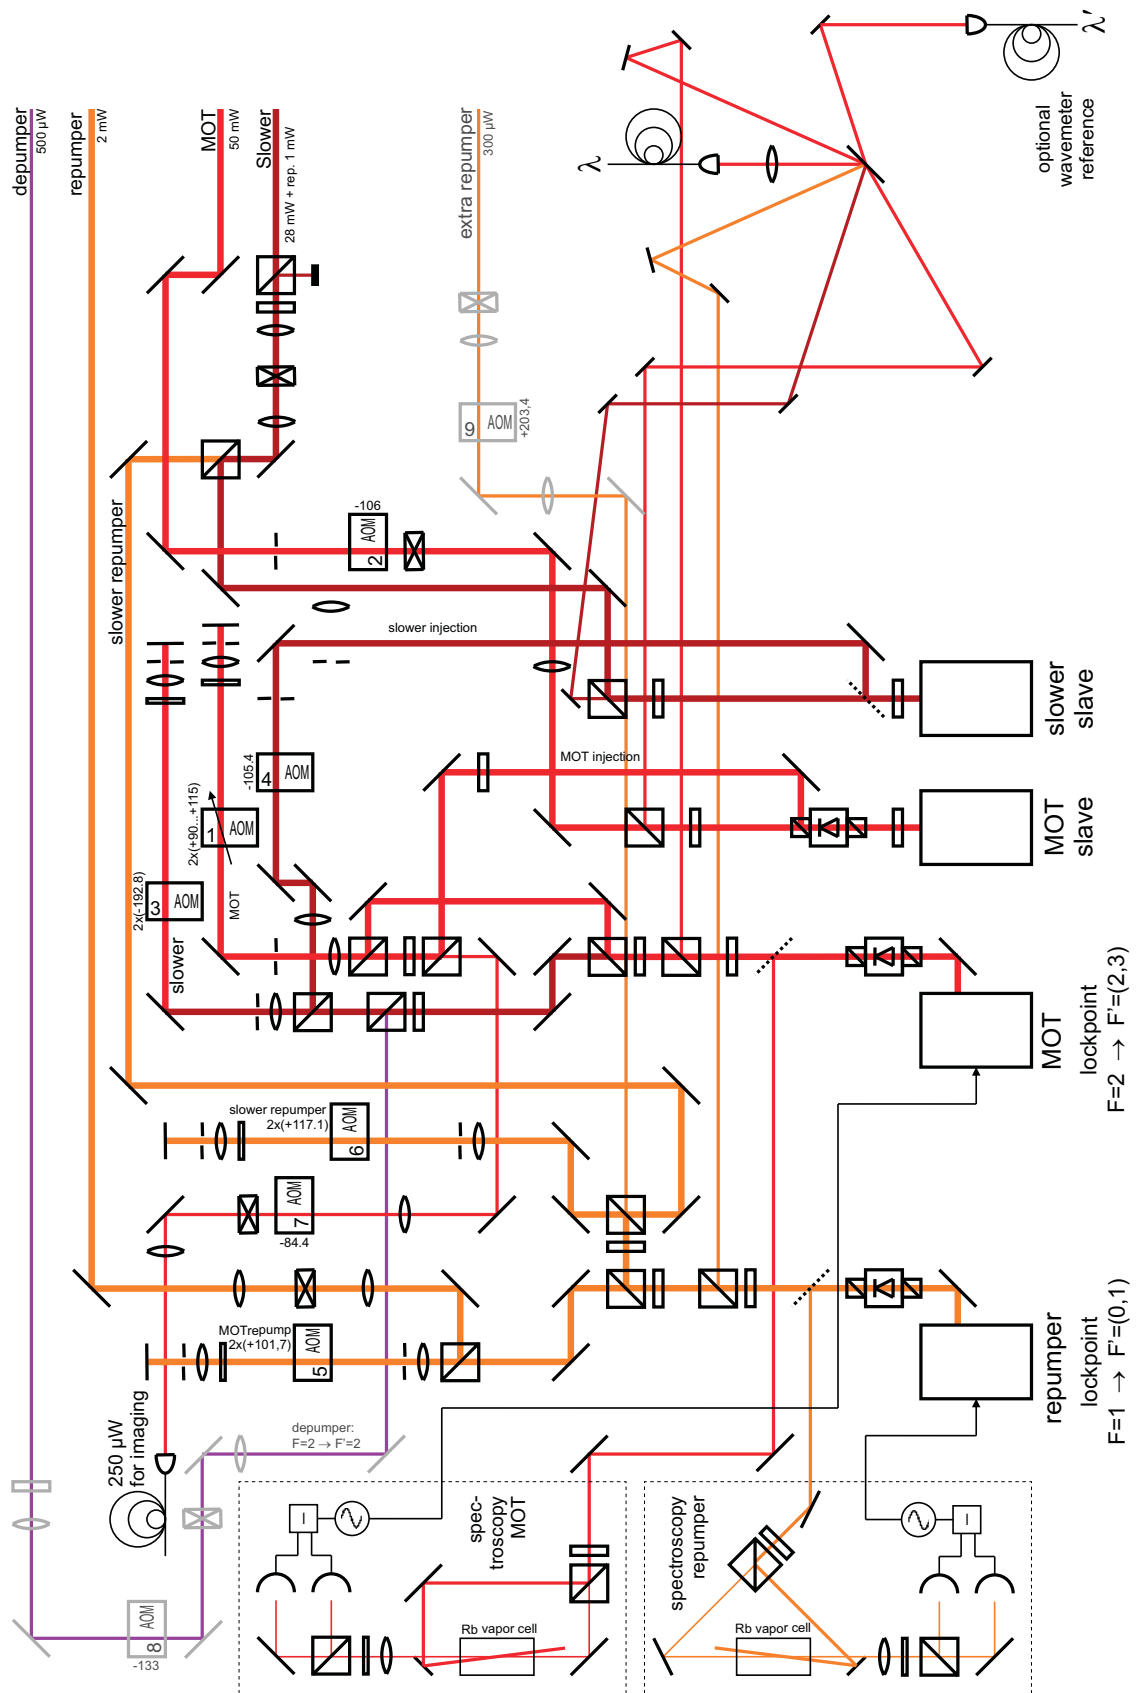 depumper
500 µW
repumper
2 mW
MOT
50 mW
Slower
28 mW + rep. 1 mW
extra repumper
300 µW
λ
λ'
optional
wavemeter
reference
9
AOM
+203,4
slower repumper
-106
AOM
2
slower injection
-105.4
4
AOM
MOT injection
slower
slave
MOT
slave
2x(+90...+115)
1
AOM
MOT
2x(-192.8)
3
AOM
slower
MOT
lockpoint
F=2 → F'=(2,3)
slower repumper
2x(+117.1)
AOM
6
AOM
7
-84.4
MOTrepump
2x(+101,7)
AOM
5
repumper
lockpoint
F=1 → F'=(0,1)
250 µW
for imaging
depumper:
F=2 → F'=2
AOM
8
-133
spec-
troscopy
MOT
Rb vapor cell
spectroscopy
repumper
Rb vapor cell